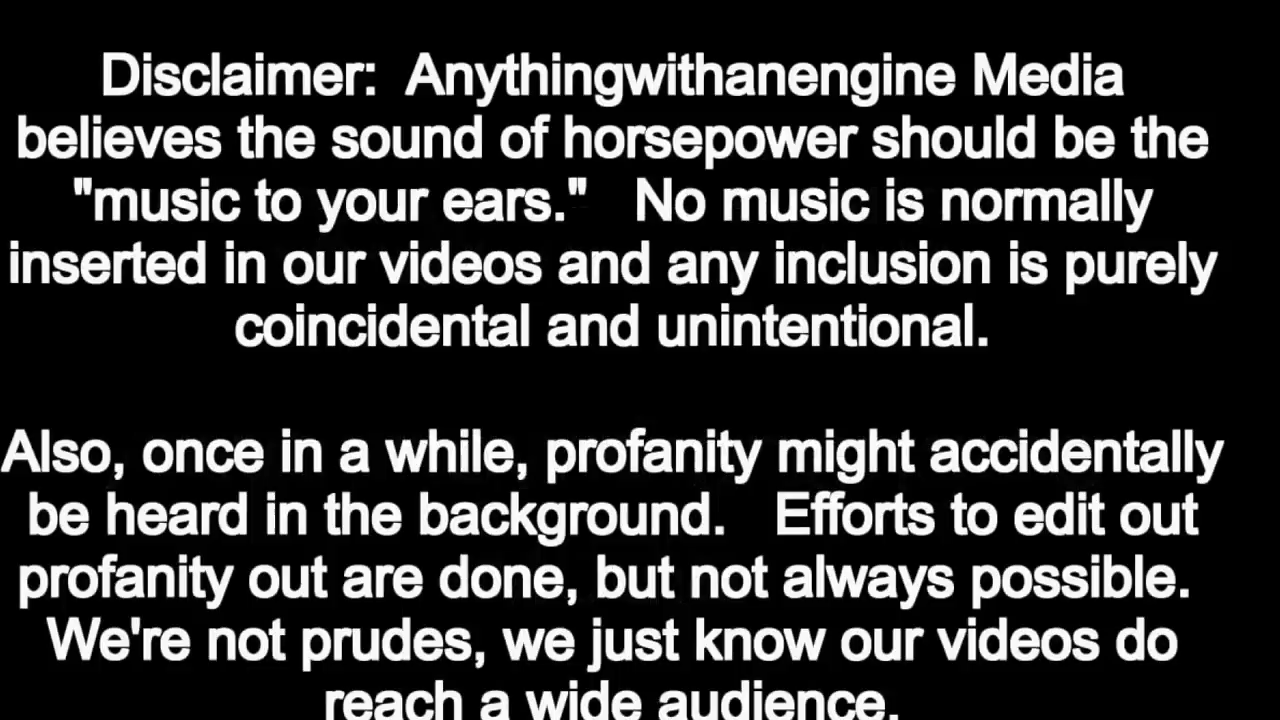 Disclaimer: Anythingwithanengine Media
believes the sound of horsepower should be the
"music to your ears." No music is normally
inserted in our videos and any inclusion is purely
coincidental and unintentional.
Also, once in a while, profanity might accidentally
be heard in the background. Efforts to edit out
profanity out are done, but not always possible.
We're not prudes, we just know our videos do
reach a wide audience.